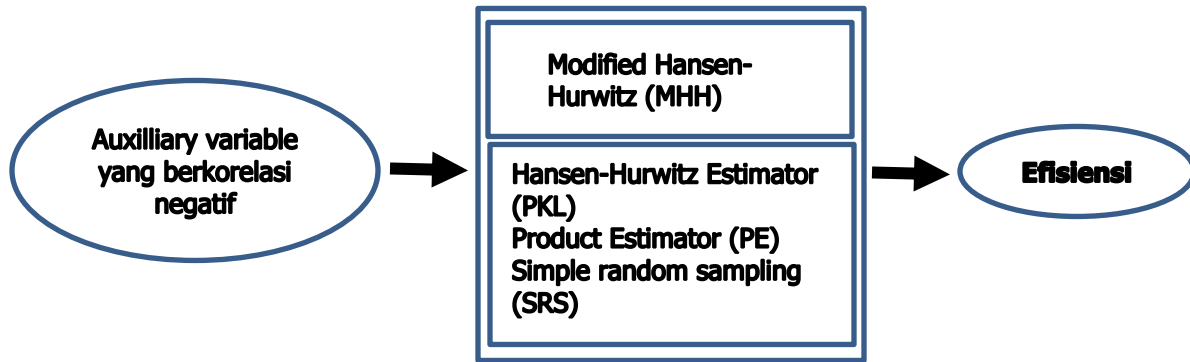 Auxilliary variable
yang berkorelasi
negatif
Modified Hansen-
Hurwitz (MHH)
Hansen-Hurwitz Estimator
(PKL)
Product Estimator (PE)
Simple random sampling
(SRS)
Efisiensi